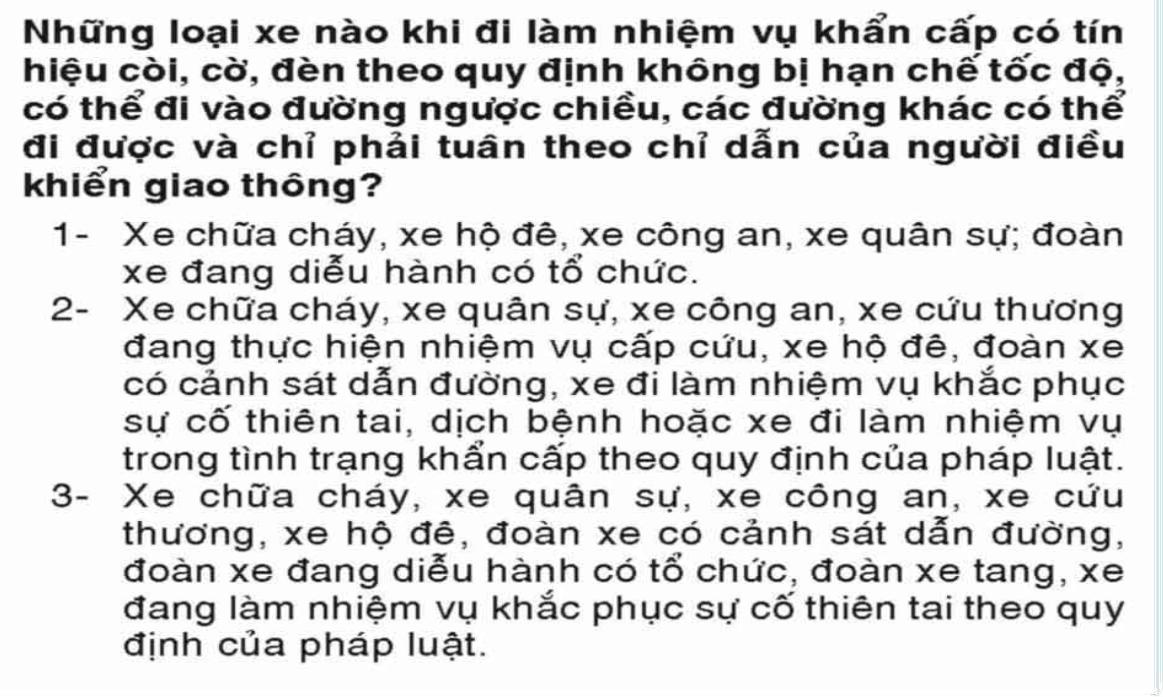 Những loại xe nào khi đi làm nhiệm vụ khẩn cấp có tín
hiệu còi, cờ, đèn theo quy định không bị hạn chế tốc độ,
có thể đi vào đường ngược chiều, các đường khác có thể
đi được và chỉ phải tuân theo chỉ dẫn của người điều
khiển giao thông?
1- Xe chữa cháy, xe hộ đê, xe công an, xe quân sự; đoàn
xe đang diễu hành có tổ chức.
2- Xe chữa cháy, xe quân sự, xe công an, xe cứu thương
đang thực hiện nhiệm vụ cấp cứu, xe hộ đê, đoàn xe
có cảnh sát dẫn đường, xe đi làm nhiệm vụ khắc phục
sự cố thiên tai, dịch bệnh hoặc xe đi làm nhiệm vụ
trong tình trạng khẩn cấp theo quy định của pháp luật.
3- Xe chữa cháy, xe quân sự, xe công an, xe cứu
thương, xe hộ đê, đoàn xe có cảnh sát dẫn đường,
đoàn xe đang diễu hành có tổ chức, đoàn xe tang, xe
đang làm nhiệm vụ khắc phục sự cố thiên tai theo quy
định của pháp luật.